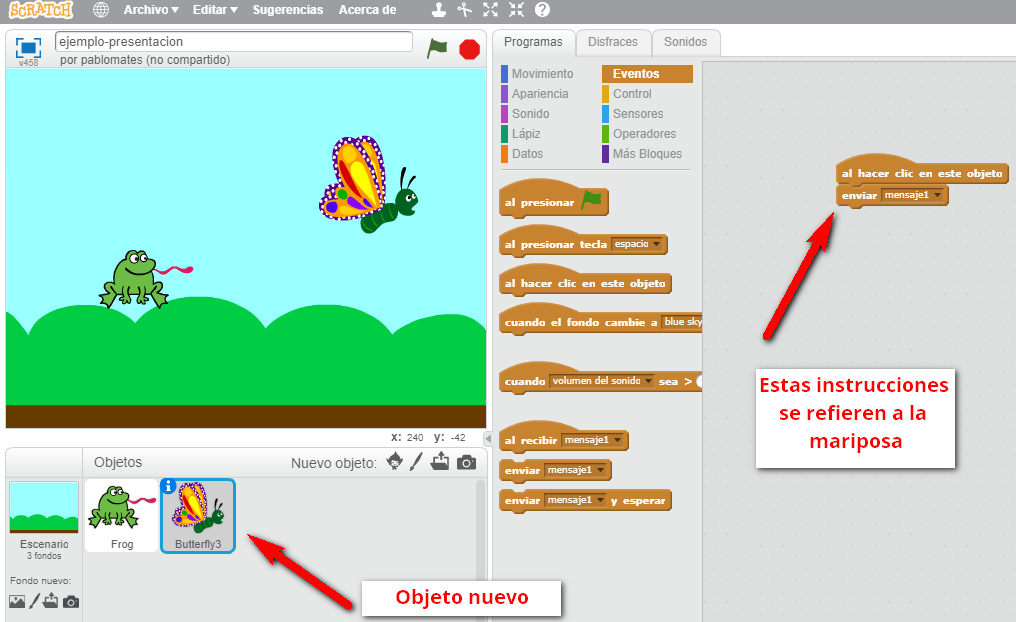 SCRATCH
Archivo Editar Sugerencias Acerca de
ejemplo-presentacion
por pablomates (no compartido)
v458
Programas Disfraces Sonidos
Movimiento Eventos
Apariencia Control
Sonido Sensores
Lápiz Operadores
Datos Más Bloques
al presionar
al presionar tecla espacio
al hacer clic en este objeto
cuando el fondo cambie a blue sky
cuando volumen del sonido sea >
al recibir mensaje1
enviar mensaje1
enviar mensaje1 y esperar
al hacer clic en este objeto
enviar mensaje1
Estas instrucciones
se refieren a la
mariposa
x: 240 y: -42
Objetos Nuevo objeto:
Escenario
3 fondos
Fondo nuevo:
Frog
Butterfly3
Objeto nuevo